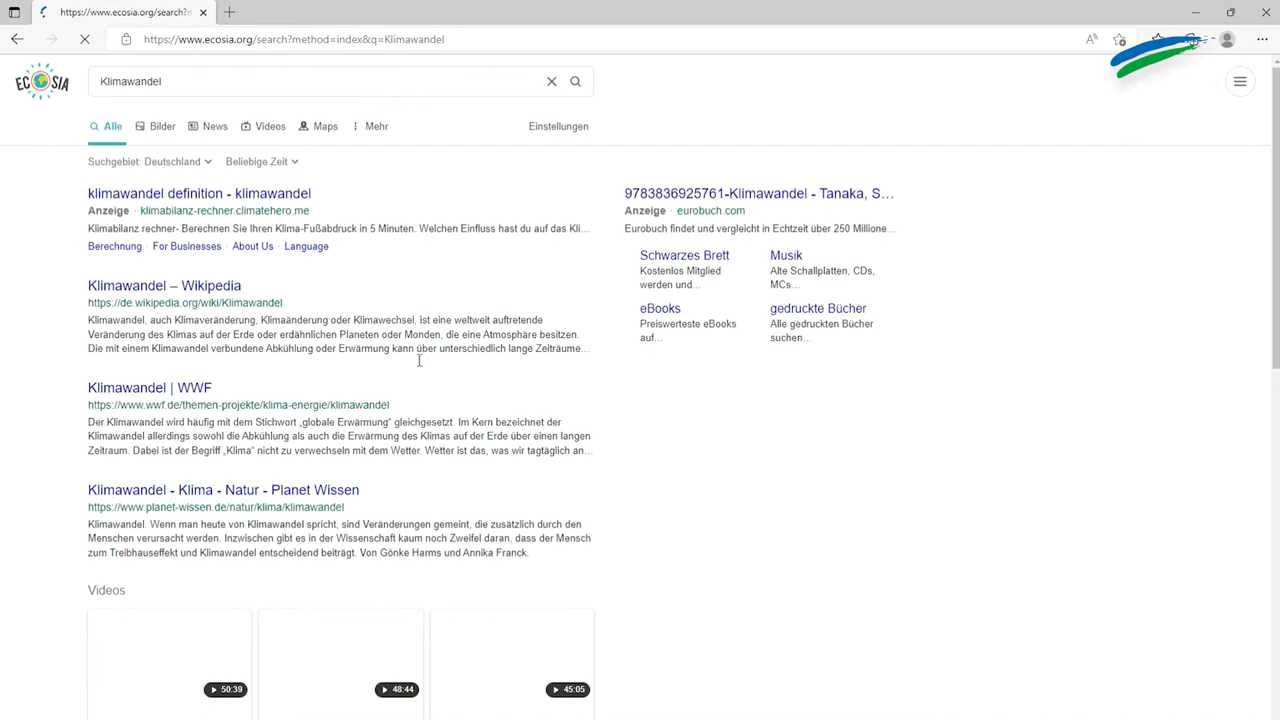 https://www.ecosia.org/search?
https://www.ecosia.org/search?method=index&q=Klimawandel
ECOSIA
Klimawandel
Alle
Bilder
News
Videos
Maps
Mehr
Einstellungen
Suchgebiet: Deutschland
Beliebige Zeit
klimawandel definition - klimawandel
Anzeige · klimabilanz-rechner.climatehero.me
Klimabilanz rechner- Berechnen Sie Ihren Klima-Fußabdruck in 5 Minuten. Welchen Einfluss hast du auf das Kli...
Berechnung · For Businesses · About Us · Language
Klimawandel – Wikipedia
https://de.wikipedia.org/wiki/Klimawandel
Klimawandel, auch Klimaveränderung, Klimaänderung oder Klimawechsel, ist eine weltweit auftretende
Veränderung des Klimas auf der Erde oder erdähnlichen Planeten oder Monden, die eine Atmosphäre besitzen.
Die mit einem Klimawandel verbundene Abkühlung oder Erwärmung kann über unterschiedlich lange Zeiträume...
Klimawandel | WWF
https://www.wwf.de/themen-projekte/klima-energie/klimawandel
Der Klimawandel wird häufig mit dem Stichwort „globale Erwärmung“ gleichgesetzt. Im Kern bezeichnet der
Klimawandel allerdings sowohl die Abkühlung als auch die Erwärmung des Klimas auf der Erde über einen langen
Zeitraum. Dabei ist der Begriff „Klima“ nicht zu verwechseln mit dem Wetter. Wetter ist das, was wir tagtäglich an...
Klimawandel - Klima - Natur - Planet Wissen
https://www.planet-wissen.de/natur/klima/klimawandel
Klimawandel. Wenn man heute von Klimawandel spricht, sind Veränderungen gemeint, die zusätzlich durch den
Menschen verursacht werden. Inzwischen gibt es in der Wissenschaft kaum noch Zweifel daran, dass der Mensch
zum Treibhauseffekt und Klimawandel entscheidend beiträgt. Von Gönke Harms und Annika Franck.
Videos
50:39
48:44
45:05
9783836925761-Klimawandel - Tanaka, S...
Anzeige · eurobuch.com
Eurobuch findet und vergleicht in Echtzeit über 250 Millione...
Schwarzes Brett
Kostenlos Mitglied
werden und...
Musik
Alte Schallplatten, CDs,
MCs...
eBooks
Preiswerteste eBooks
auf...
gedruckte Bücher
Alle gedruckten Bücher
suchen...